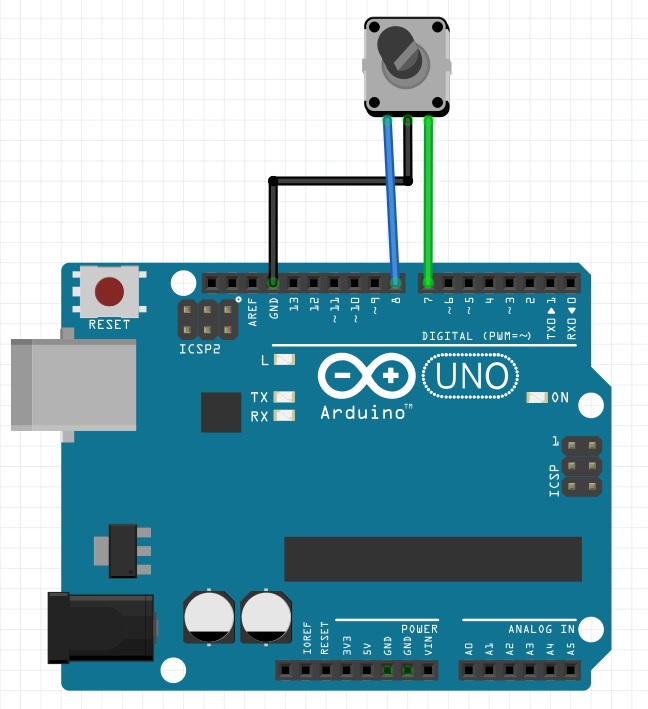 RESET
ICSP2
AREF
GND
13
12
~11
~10
~9
8
7
~6
~5
4
~3
2
TX0▶1
RX0◀0
DIGITAL (PWM=~)
L
TX
RX
UNO
Arduino™
ON
1
ICSP
IOREF
RESET
3V3
5V
GND
GND
VIN
POWER
A0
A1
A2
A3
A4
A5
ANALOG IN